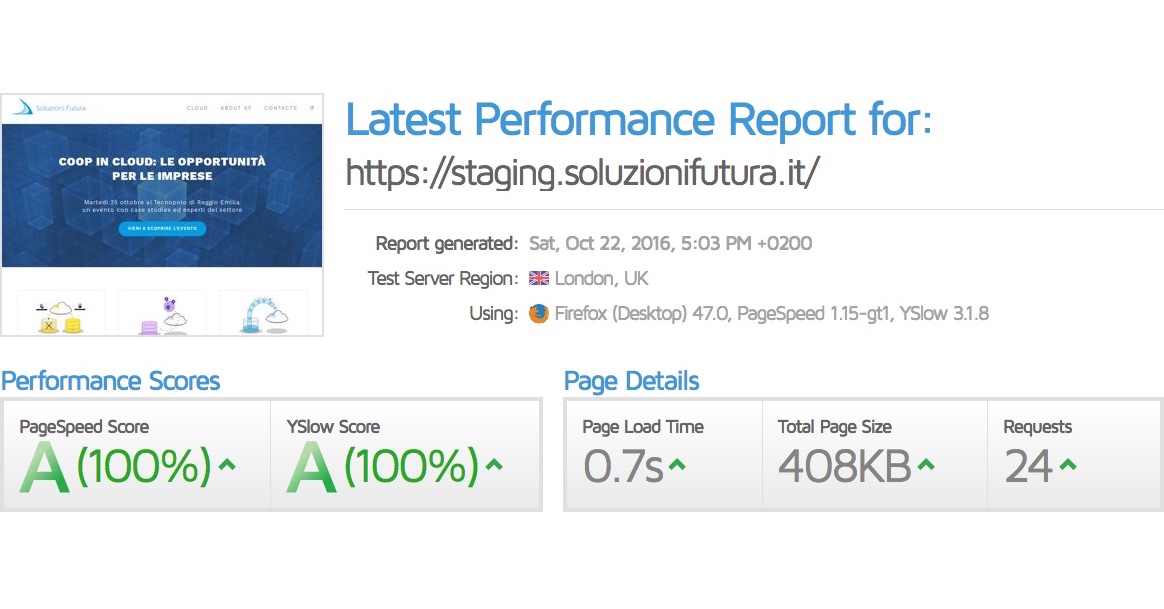 Soluzioni Futura
CLOUD ABOUT SF CONTACTS IT
COOP IN CLOUD: LE OPPORTUNITÀ
PER LE IMPRESE
Martedì 25 ottobre al Tecnopolo di Reggio Emilia
un evento con case studies ed esperti del settore
VIENI A SCOPRIRE L'EVENTO
Latest Performance Report for:
https://staging.soluzionifutura.it/
Report generated: Sat, Oct 22, 2016, 5:03 PM +0200
Test Server Region: London, UK
Using: Firefox (Desktop) 47.0, PageSpeed 1.15-gt1, YSlow 3.1.8
Performance Scores
PageSpeed Score
A (100%)
YSlow Score
A (100%)
Page Details
Page Load Time
0.7s
Total Page Size
408KB
Requests
24